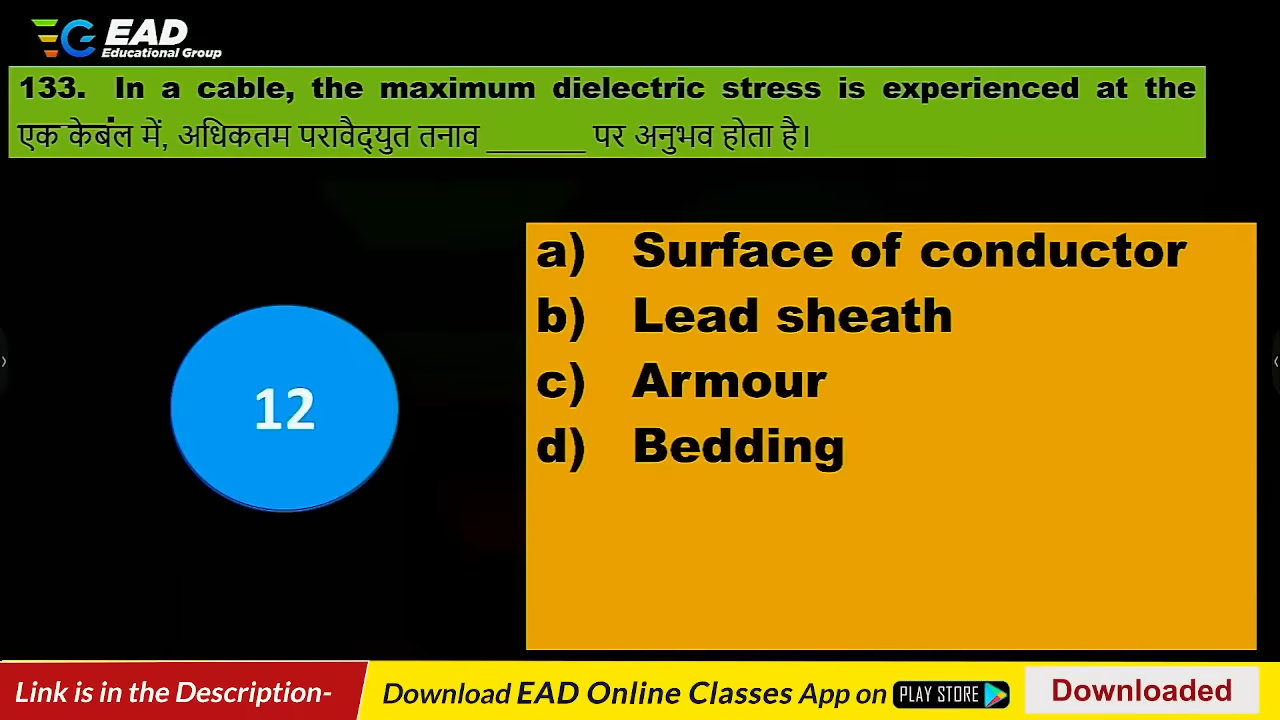 EAD
Educational Group
133. In a cable, the maximum dielectric stress is experienced at the
एक केबंल में, अधिकतम परावैद्युत तनाव ______ पर अनुभव होता है।
a) Surface of conductor
b) Lead sheath
c) Armour
d) Bedding
12
Link is in the Description-
Download EAD Online Classes App on PLAY STORE
Downloaded